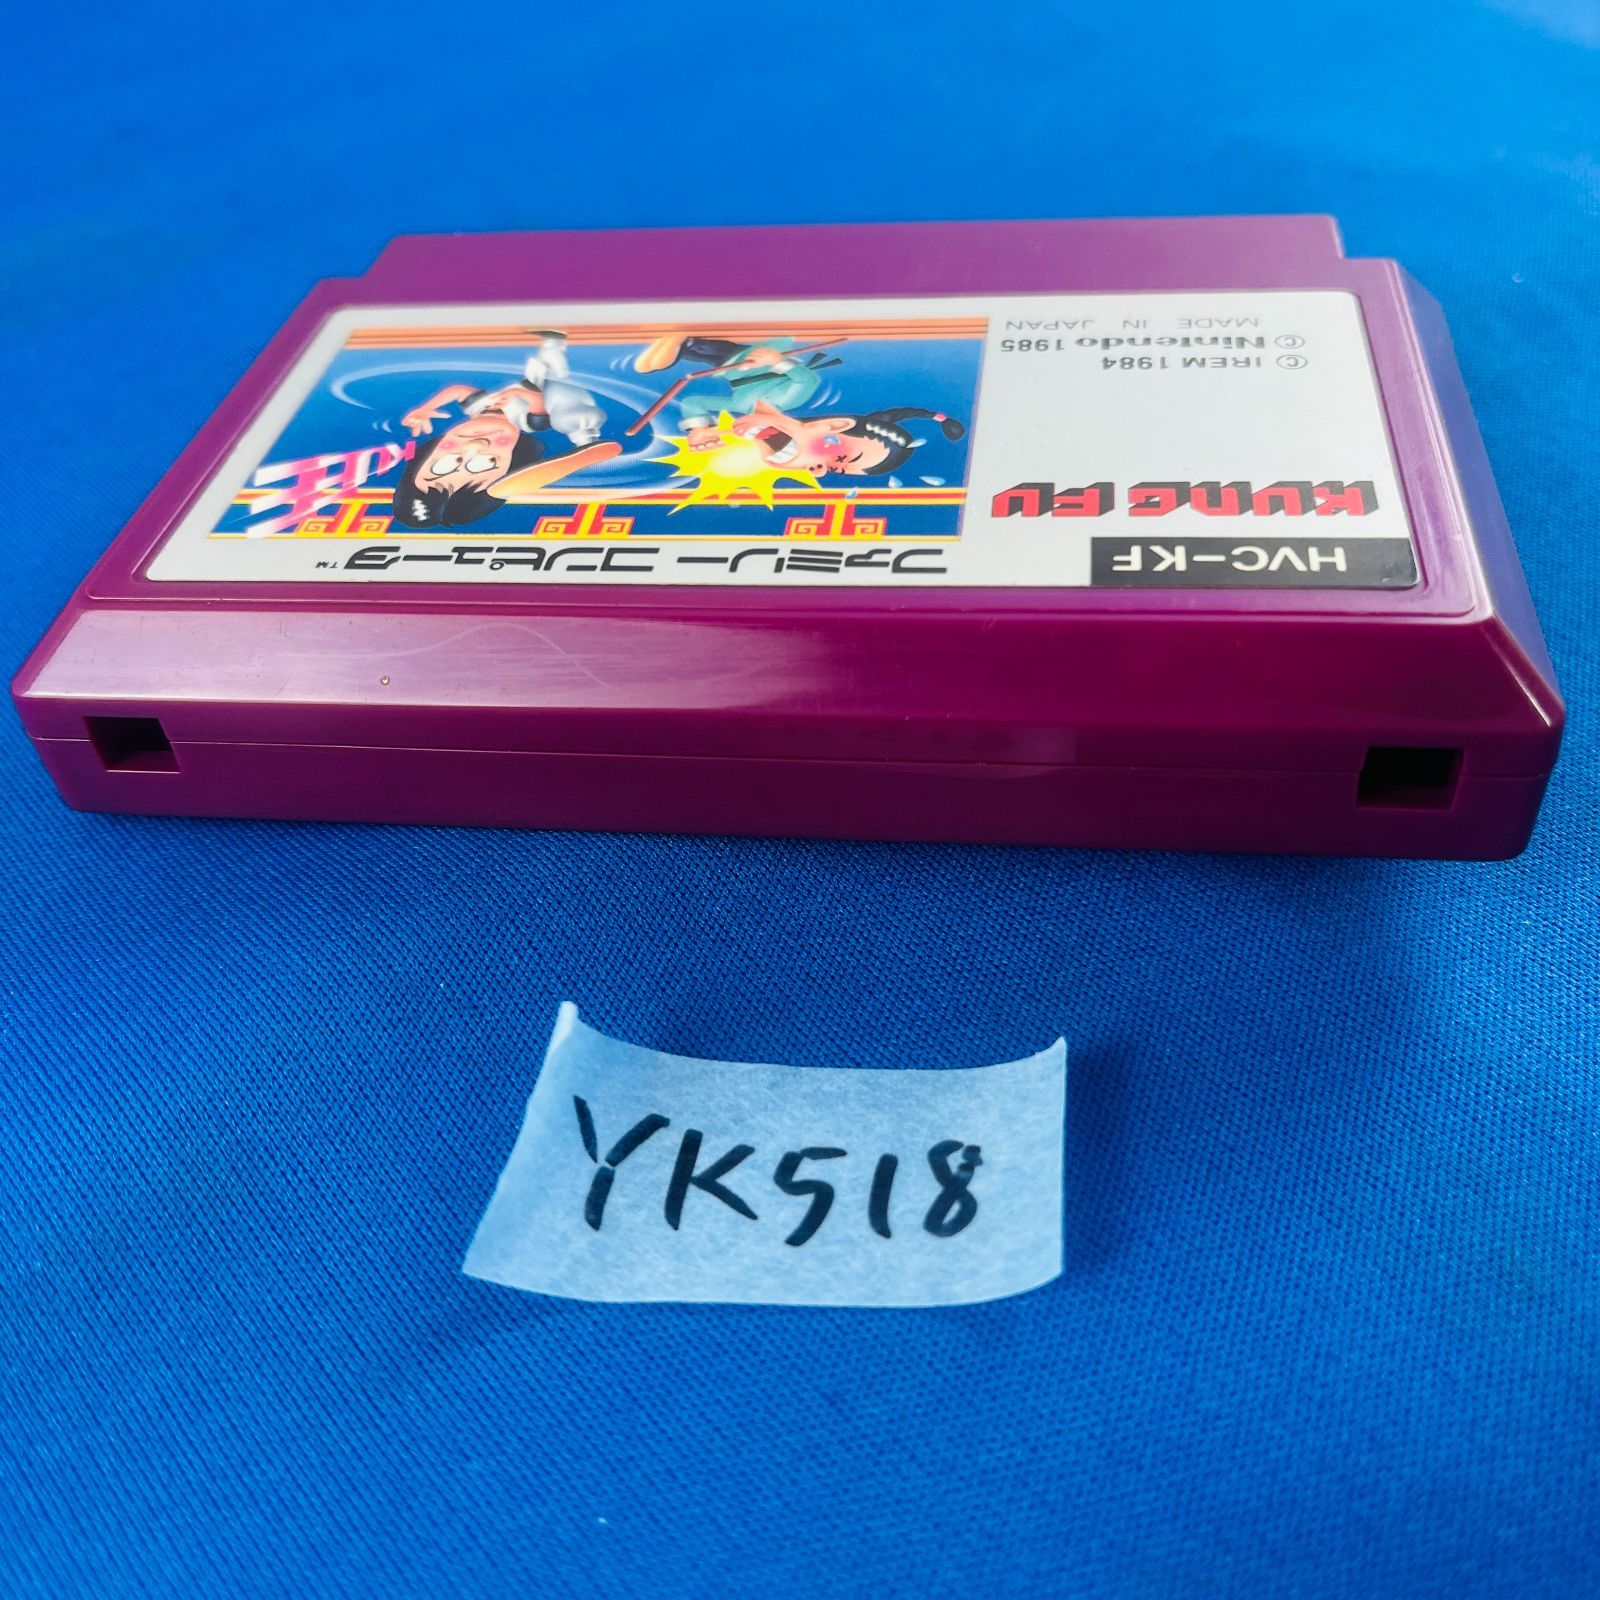 HVC-KF
ファミリー コンピュータ™
KUNG FU
KI
© IREM 1984
© Nintendo 1985
MADE IN JAPAN
YK518